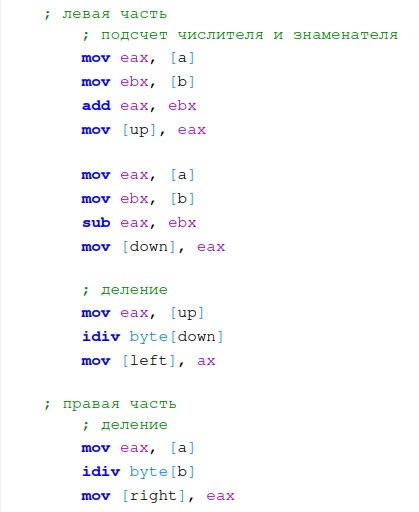 ; левая часть
; подсчет числителя и знаменателя
mov eax, [a]
mov ebx, [b]
add eax, ebx
mov [up], eax
mov eax, [a]
mov ebx, [b]
sub eax, ebx
mov [down], eax
; деление
mov eax, [up]
idiv byte[down]
mov [left], ax
; правая часть
; деление
mov eax, [a]
idiv byte[b]
mov [right], eax